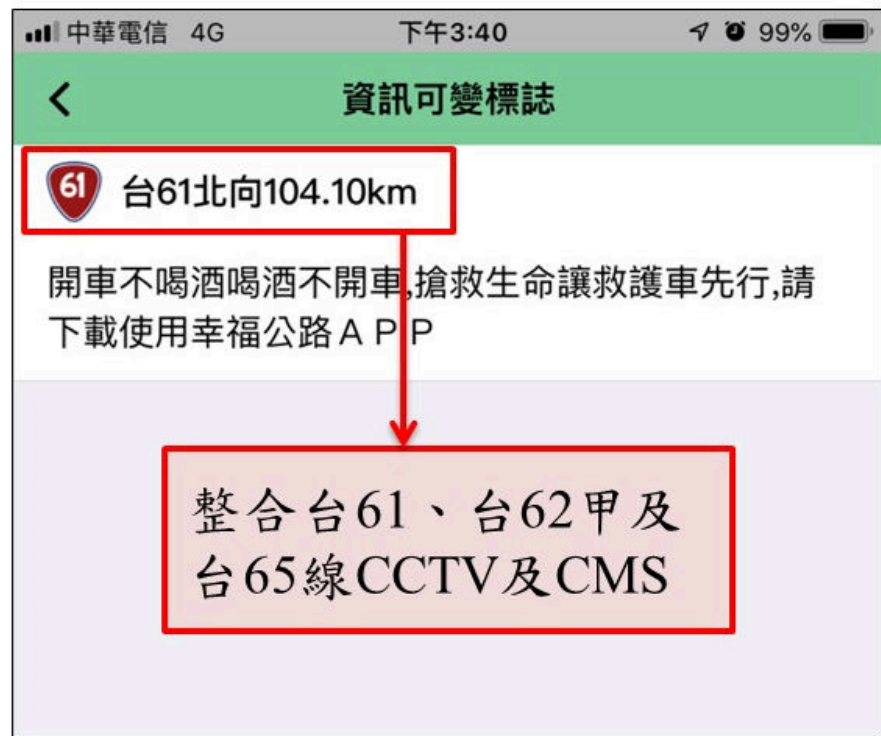 中華電信 4G 下午3:40 99%
資訊可變標誌
61 台61北向104.10km
開車不喝酒喝酒不開車,搶救生命讓救護車先行,請
下載使用幸福公路ＡＰＰ
整合台61、台62甲及
台65線CCTV及CMS